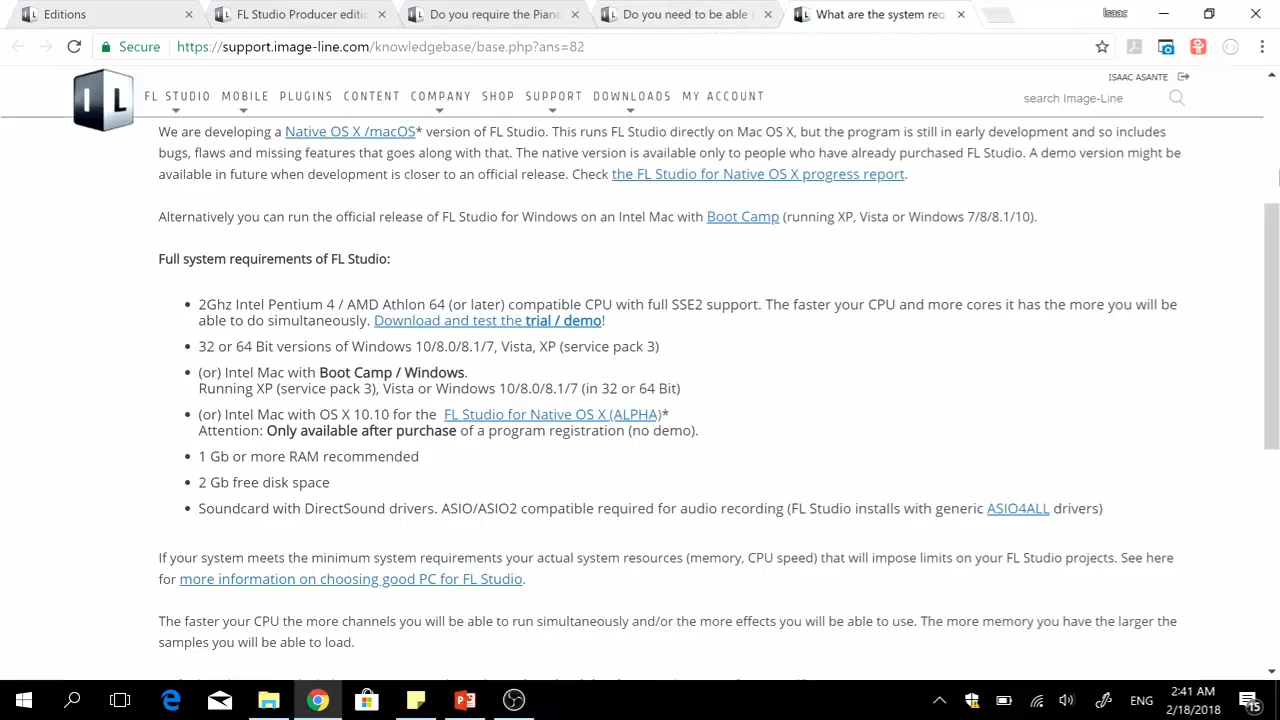 Editions
FL Studio Producer editi
Do you require the Piano
Do you need to be able t
What are the system req
Isaac
Secure
https://support.image-line.com/knowledgebase/base.php?ans=82
ISAAC ASANTE
IL
FL STUDIO MOBILE PLUGINS CONTENT COMPANY SHOP SUPPORT DOWNLOADS MY ACCOUNT
search Image-Line
We are developing a Native OS X /macOS* version of FL Studio. This runs FL Studio directly on Mac OS X, but the program is still in early development and so includes
bugs, flaws and missing features that goes along with that. The native version is available only to people who have already purchased FL Studio. A demo version might be
available in future when development is closer to an official release. Check the FL Studio for Native OS X progress report.
Alternatively you can run the official release of FL Studio for Windows on an Intel Mac with Boot Camp (running XP, Vista or Windows 7/8/8.1/10).
Full system requirements of FL Studio:
• 2Ghz Intel Pentium 4 / AMD Athlon 64 (or later) compatible CPU with full SSE2 support. The faster your CPU and more cores it has the more you will be
able to do simultaneously. Download and test the trial / demo!
• 32 or 64 Bit versions of Windows 10/8.0/8.1/7, Vista, XP (service pack 3)
• (or) Intel Mac with Boot Camp / Windows.
Running XP (service pack 3), Vista or Windows 10/8.0/8.1/7 (in 32 or 64 Bit)
• (or) Intel Mac with OS X 10.10 for the FL Studio for Native OS X (ALPHA)*
Attention: Only available after purchase of a program registration (no demo).
• 1 Gb or more RAM recommended
• 2 Gb free disk space
• Soundcard with DirectSound drivers. ASIO/ASIO2 compatible required for audio recording (FL Studio installs with generic ASIO4ALL drivers)
If your system meets the minimum system requirements your actual system resources (memory, CPU speed) that will impose limits on your FL Studio projects. See here
for more information on choosing good PC for FL Studio.
The faster your CPU the more channels you will be able to run simultaneously and/or the more effects you will be able to use. The more memory you have the larger the
samples you will be able to load.
ENG
2:41 AM
2/18/2018
15